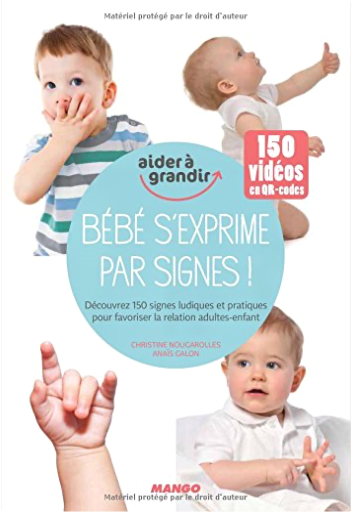 Matériel protégé par le droit d'auteur
aider à
grandir
150
vidéos
en QR-codes
BÉBÉ S'EXPRIME
PAR SIGNES !
Découvrez 150 signes ludiques et pratiques
pour favoriser la relation adultes-enfant
CHRISTINE NOUGAROLLES
ANAÏS GALON
MANGO
Matériel protégé par le droit d'auteur